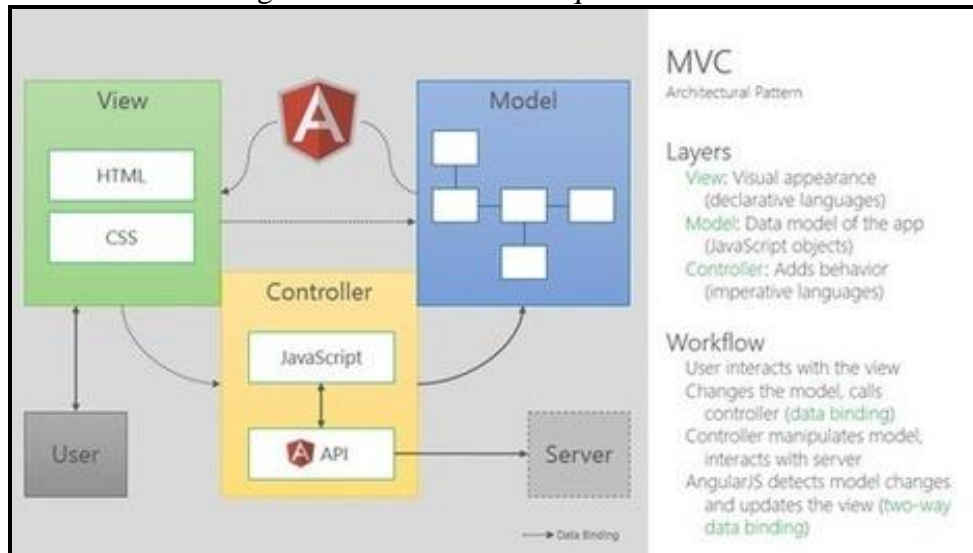 View
HTML
CSS
Model
Controller
JavaScript
API
User
Server
Data Binding
MVC
Architectural Pattern
Layers
View: Visual appearance
(declarative languages)
Model: Data model of the app
(JavaScript objects)
Controller: Adds behavior
(imperative languages)
Workflow
User interacts with the view
Changes the model, calls
controller (data binding)
Controller manipulates model,
interacts with server
AngularJS detects model changes
and updates the view (two-way
data binding)